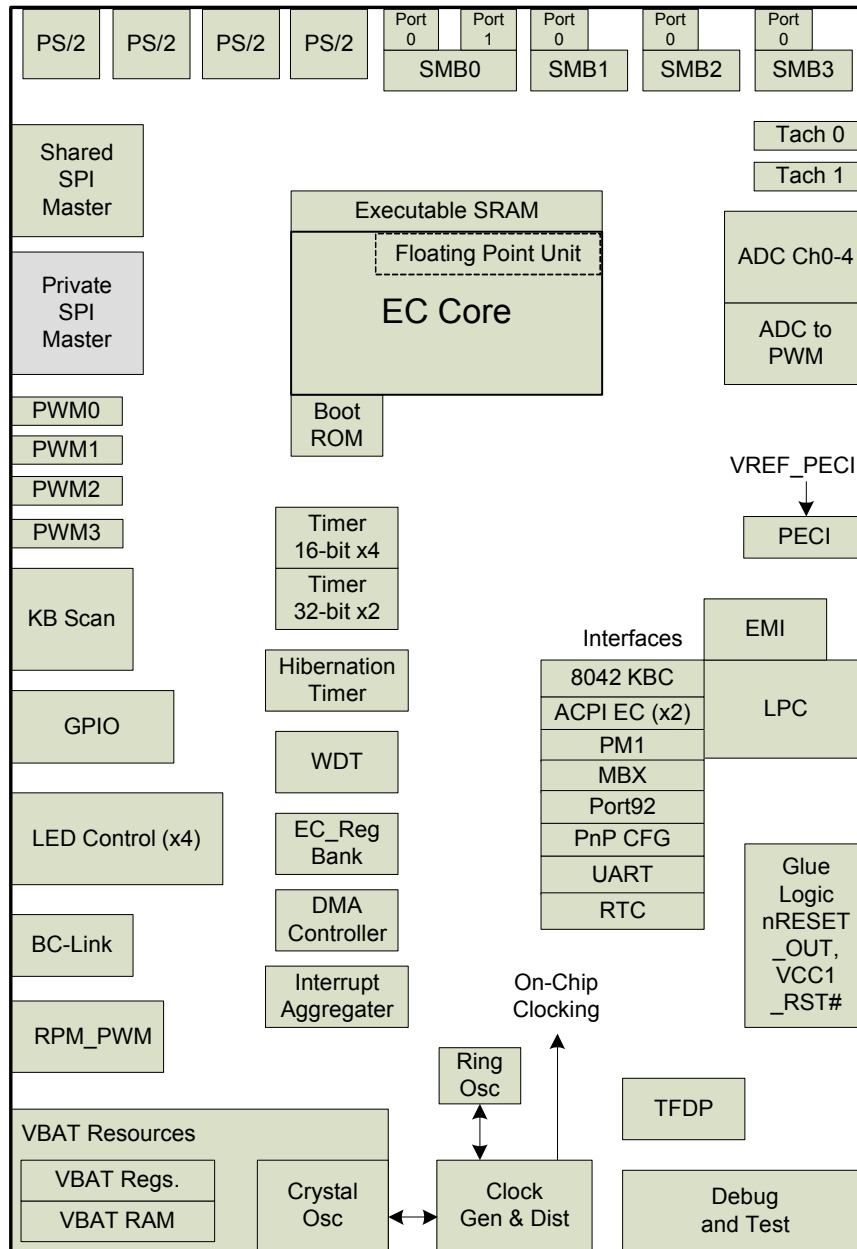 PS/2
PS/2
PS/2
PS/2
Port
0
Port
1
SMB0
Port
0
SMB1
Port
0
SMB2
Port
0
SMB3
Shared
SPI
Master
Private
SPI
Master
PWM0
PWM1
PWM2
PWM3
KB Scan
GPIO
LED Control (x4)
BC-Link
RPM_PWM
Executable SRAM
Floating Point Unit
EC Core
Boot
ROM
Timer
16-bit x4
Timer
32-bit x2
Hibernation
Timer
WDT
EC_Reg
Bank
DMA
Controller
Interrupt
Aggregater
Tach 0
Tach 1
ADC Ch0-4
ADC to
PWM
VREF_PECI
PECI
EMI
Interfaces
8042 KBC
ACPI EC (x2)
PM1
MBX
Port92
PnP CFG
UART
RTC
LPC
Glue
Logic
nRESET
_OUT,
VCC1
_RST#
On-Chip
Clocking
Ring
Osc
TFDP
VBAT Resources
VBAT Regs.
VBAT RAM
Crystal
Osc
Clock
Gen & Dist
Debug
and Test